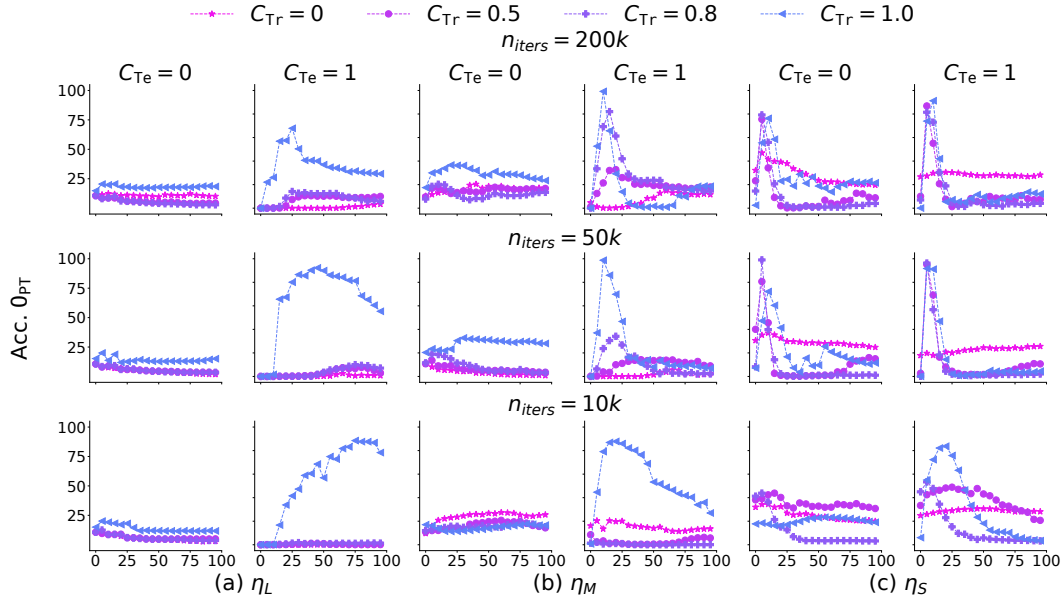 C_Tr = 0 C_Tr = 0.5 C_Tr = 0.8 C_Tr = 1.0
n_iters = 200k
C_Te = 0 C_Te = 1 C_Te = 0 C_Te = 1 C_Te = 0 C_Te = 1
100
75
50
25
n_iters = 50k
100
75
50
25
Acc. 0_PT
n_iters = 10k
100
75
50
25
0 25 50 75 100 0 25 50 75 100 0 25 50 75 100 0 25 50 75 100 0 25 50 75 100 0 25 50 75 100
(a) η_L (b) η_M (c) η_S